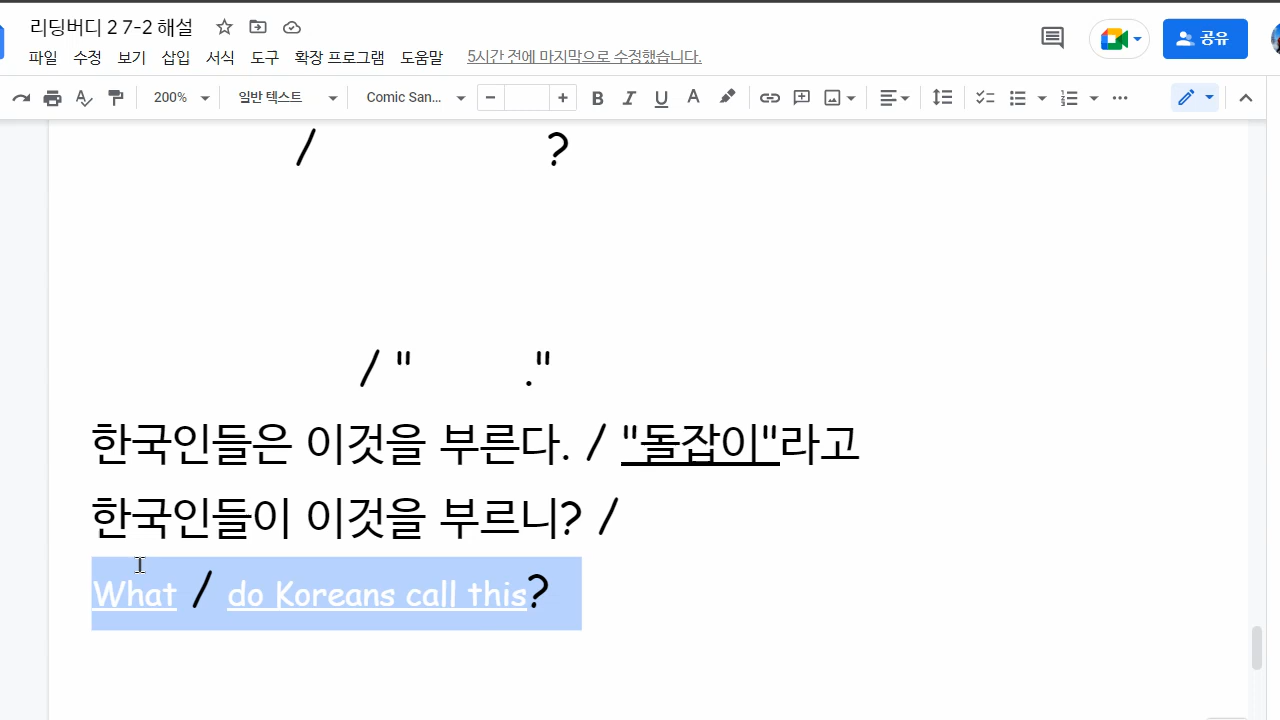 리딩버디 2 7-2 해설
파일 수정 보기 삽입 서식 도구 확장 프로그램 도움말 5시간 전에 마지막으로 수정했습니다.
공유
200% 일반 텍스트 Comic San... − + B I U A
/ ?
/ " ."
한국인들은 이것을 부른다. / "돌잡이"라고
한국인들이 이것을 부르니? /
What / do Koreans call this?